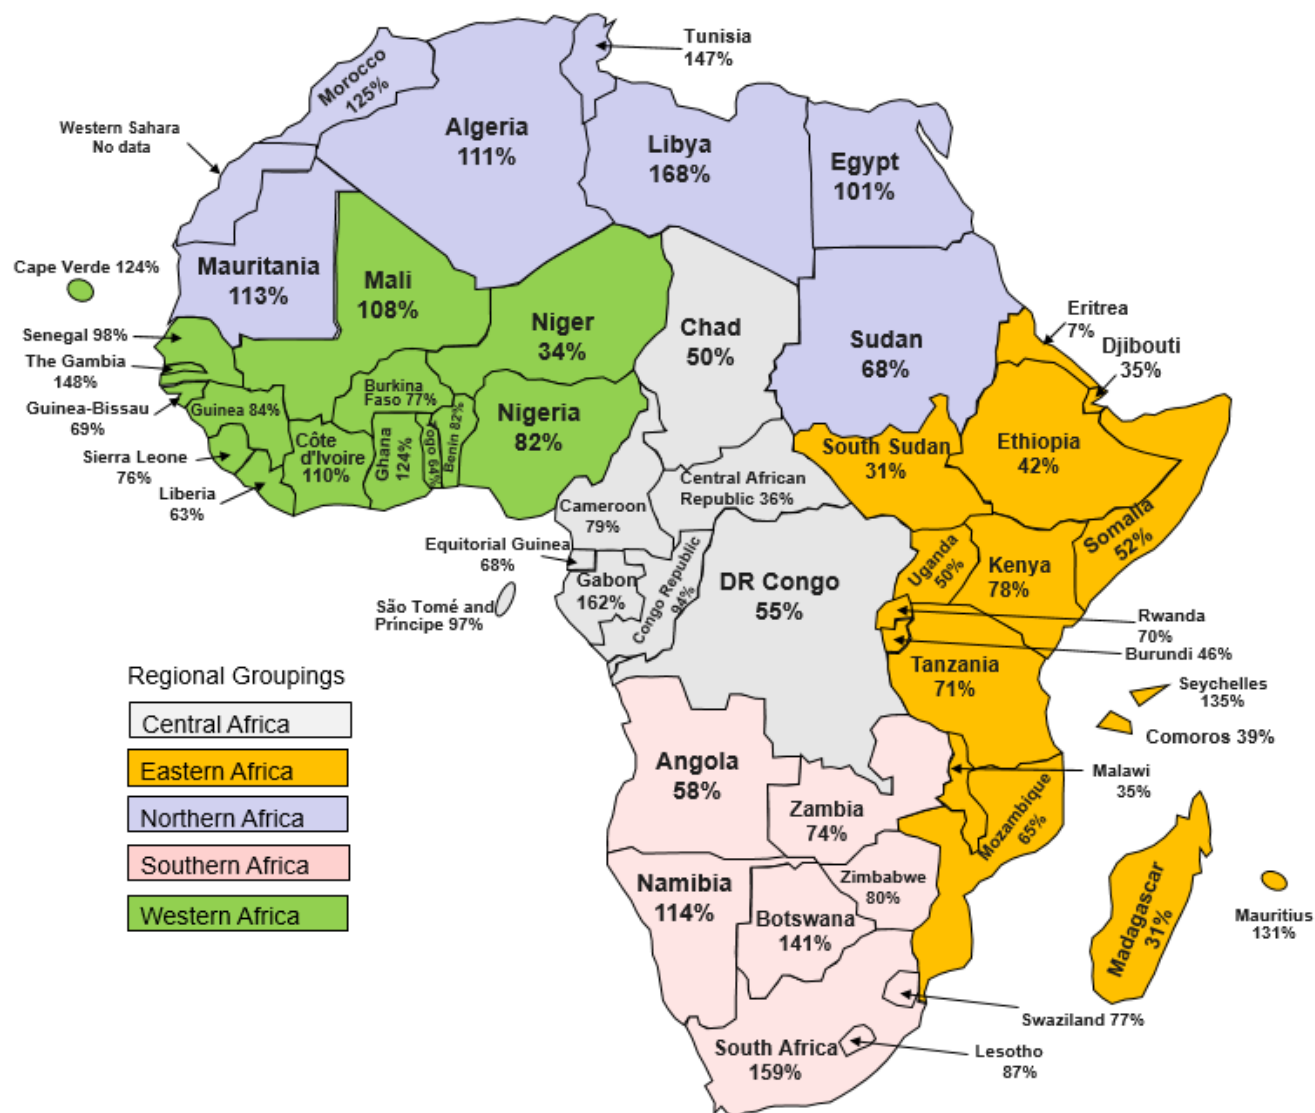 Tunisia
147%
Morocco
125%
Algeria
111%
Libya
168%
Egypt
101%
Western Sahara
No data
Mauritania
113%
Cape Verde 124%
Mali
108%
Niger
34%
Chad
50%
Sudan
68%
Eritrea
7%
Djibouti
35%
Senegal 98%
The Gambia
148%
Guinea-Bissau
69%
Guinea 84%
Sierra Leone
76%
Liberia
63%
Côte
d'Ivoire
110%
Burkina
Faso 77%
Ghana
124%
Togo 64%
Benin 82%
Nigeria
82%
South Sudan
31%
Ethiopia
42%
Somalia
52%
Central African
Republic 36%
Cameroon
79%
Equitorial Guinea
68%
Gabon
162%
Congo Republic
94%
São Tomé and
Príncipe 97%
DR Congo
55%
Uganda
50%
Kenya
78%
Rwanda
70%
Burundi 46%
Tanzania
71%
Seychelles
135%
Comoros 39%
Malawi
35%
Mozambique
65%
Angola
58%
Zambia
74%
Zimbabwe
80%
Namibia
114%
Botswana
141%
Madagascar
31%
Mauritius
131%
Swaziland 77%
Lesotho
87%
South Africa
159%
Regional Groupings
Central Africa
Eastern Africa
Northern Africa
Southern Africa
Western Africa